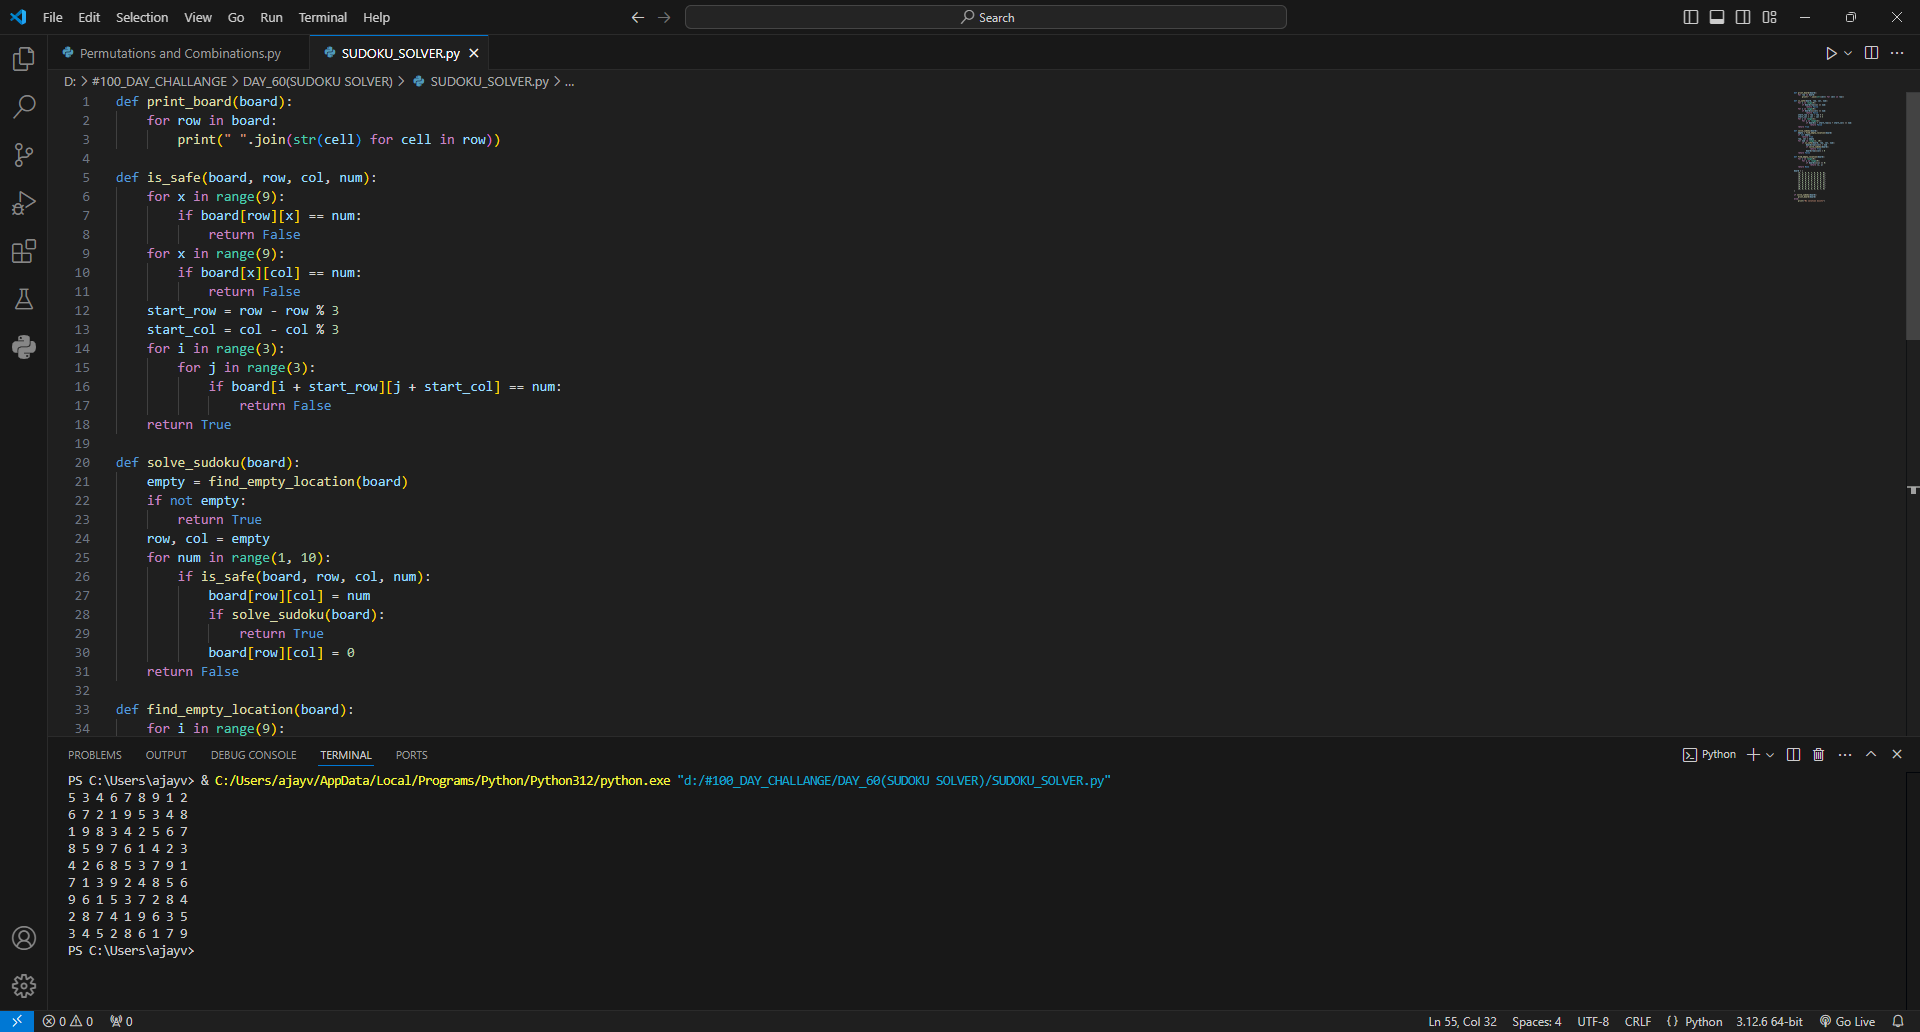 File Edit Selection View Go Run Terminal Help Search
Permutations and Combinations.py SUDOKU_SOLVER.py
D: > #100_DAY_CHALLANGE > DAY_60(SUDOKU SOLVER) > SUDOKU_SOLVER.py > ...
1 def print_board(board):
2 for row in board:
3 print(" ".join(str(cell) for cell in row))
4
5 def is_safe(board, row, col, num):
6 for x in range(9):
7 if board[row][x] == num:
8 return False
9 for x in range(9):
10 if board[x][col] == num:
11 return False
12 start_row = row - row % 3
13 start_col = col - col % 3
14 for i in range(3):
15 for j in range(3):
16 if board[i + start_row][j + start_col] == num:
17 return False
18 return True
19
20 def solve_sudoku(board):
21 empty = find_empty_location(board)
22 if not empty:
23 return True
24 row, col = empty
25 for num in range(1, 10):
26 if is_safe(board, row, col, num):
27 board[row][col] = num
28 if solve_sudoku(board):
29 return True
30 board[row][col] = 0
31 return False
32
33 def find_empty_location(board):
34 for i in range(9):
PROBLEMS OUTPUT DEBUG CONSOLE TERMINAL PORTS Python
PS C:\Users\ajayv> & C:/Users/ajayv/AppData/Local/Programs/Python/Python312/python.exe "d:/#100_DAY_CHALLANGE/DAY_60(SUDOKU SOLVER)/SUDOKU_SOLVER.py"
5 3 4 6 7 8 9 1 2
6 7 2 1 9 5 3 4 8
1 9 8 3 4 2 5 6 7
8 5 9 7 6 1 4 2 3
4 2 6 8 5 3 7 9 1
7 1 3 9 2 4 8 5 6
9 6 1 5 3 7 2 8 4
2 8 7 4 1 9 6 3 5
3 4 5 2 8 6 1 7 9
PS C:\Users\ajayv>
0 0 0 Ln 55, Col 32 Spaces: 4 UTF-8 CRLF {} Python 3.12.6 64-bit Go Live